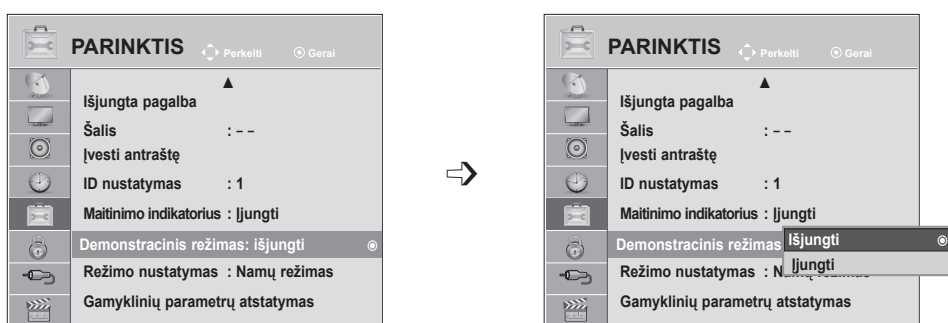 PARINKTIS Perkelti Gerai
Išjungta pagalba
Šalis : – –
Įvesti antraštę
ID nustatymas : 1
Maitinimo indikatorius : Įjungti
Demonstracinis režimas: išjungti
Režimo nustatymas : Namų režimas
Gamyklinių parametrų atstatymas
PARINKTIS Perkelti Gerai
Išjungta pagalba
Šalis : – –
Įvesti antraštę
ID nustatymas : 1
Maitinimo indikatorius : Įjungti
Demonstracinis režimas Išjungti
Įjungti
Režimo nustatymas : Namų režimas
Gamyklinių parametrų atstatymas